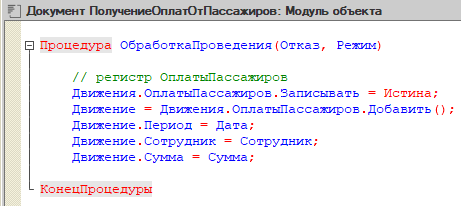 Документ ПолучениеОплатОтПассажиров: Модуль объекта
Процедура ОбработкаПроведения(Отказ, Режим)
// регистр ОплатыПассажиров
Движения.ОплатыПассажиров.Записывать = Истина;
Движение = Движения.ОплатыПассажиров.Добавить();
Движение.Период = Дата;
Движение.Сотрудник = Сотрудник;
Движение.Сумма = Сумма;
КонецПроцедуры